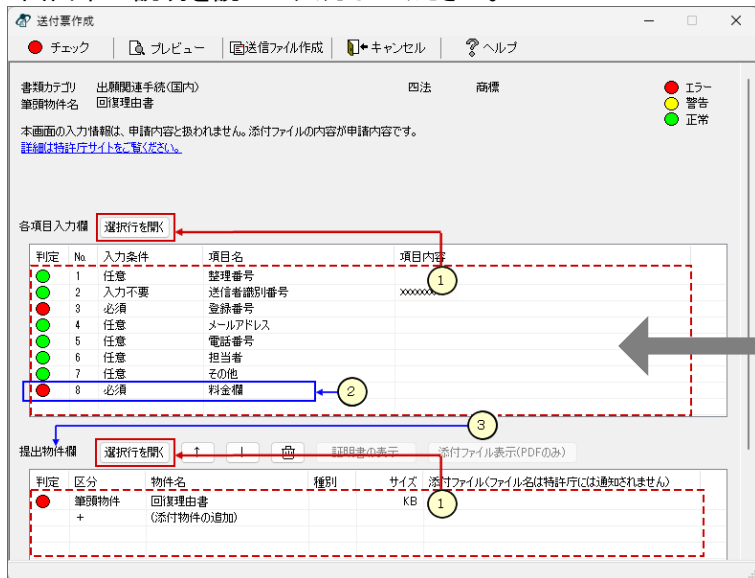 送付票作成
チェック プレビュー 送信ファイル作成 キャンセル ヘルプ
書類カテゴリ 出願関連手続(国内) 四法 商標
筆頭物件名 回復理由書
エラー
警告
正常
本画面の入力情報は、申請内容と扱われません。添付ファイルの内容が申請内容です。
詳細は特許庁サイトをご覧ください。
各項目入力欄 選択行を開く
判定 No. 入力条件 項目名 項目内容
1
1 任意 整理番号
2 入力不要 送信者識別番号
3 必須 登録番号
4 任意 メールアドレス
5 任意 電話番号
6 任意 担当者
7 任意 その他
8 必須 料金欄
2
3
提出物件欄 選択行を開く ↑ 証明書の表示 添付ファイル表示(PDFのみ)
判定 区分 物件名 種別 サイズ 添付ファイル(ファイル名は特許庁には通知されません)
筆頭物件 回復理由書 KB
1
+ (添付物件の追加)